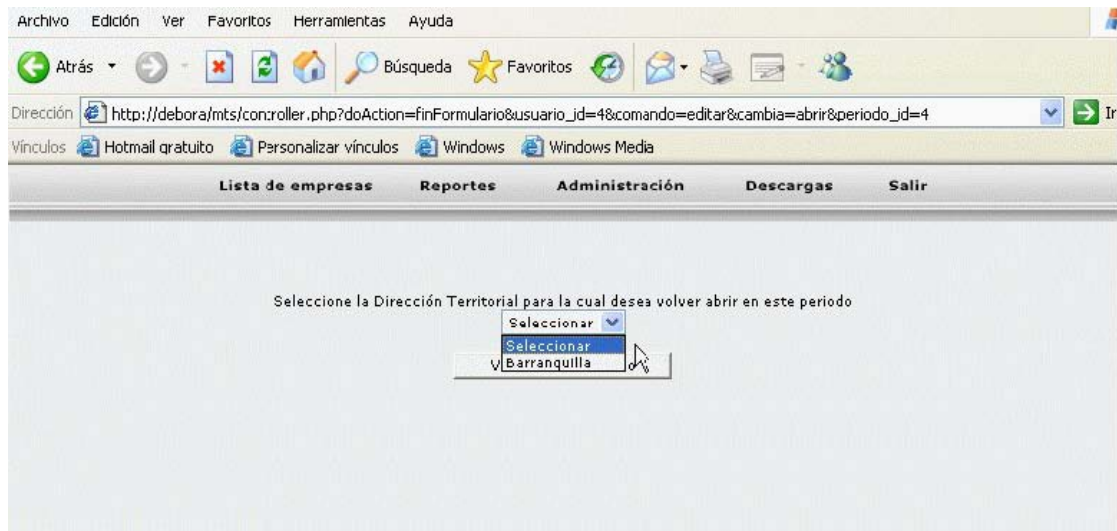 Archivo Edición Ver Favoritos Herramientas Ayuda
Atrás Búsqueda Favoritos
Dirección http://debora/mts/controller.php?doAction=finFormulario&usuario_id=4&comando=editar&cambia=abrir&periodo_id=4 Ir
Vínculos Hotmail gratuito Personalizar vínculos Windows Windows Media
Lista de empresas Reportes Administración Descargas Salir
Seleccione la Dirección Territorial para la cual desea volver abrir en este periodo
Seleccionar
Seleccionar
Barranquilla